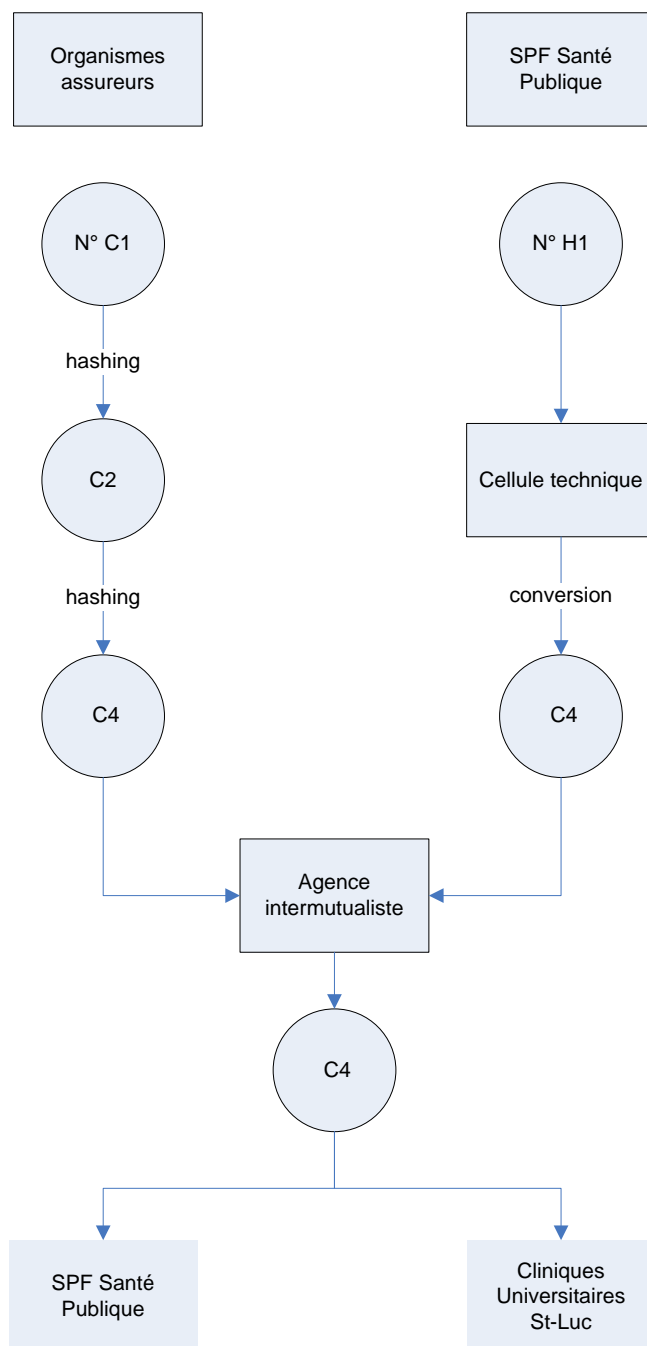 Organismes
assureurs
SPF Santé
Publique
N° C1
N° H1
hashing
C2
Cellule technique
hashing
conversion
C4
C4
Agence
intermutualiste
C4
SPF Santé
Publique
Cliniques
Universitaires
St-Luc